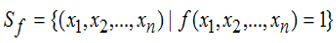 S_f = {(x_1, x_2, ..., x_n) | f(x_1, x_2, ..., x_n) = 1}